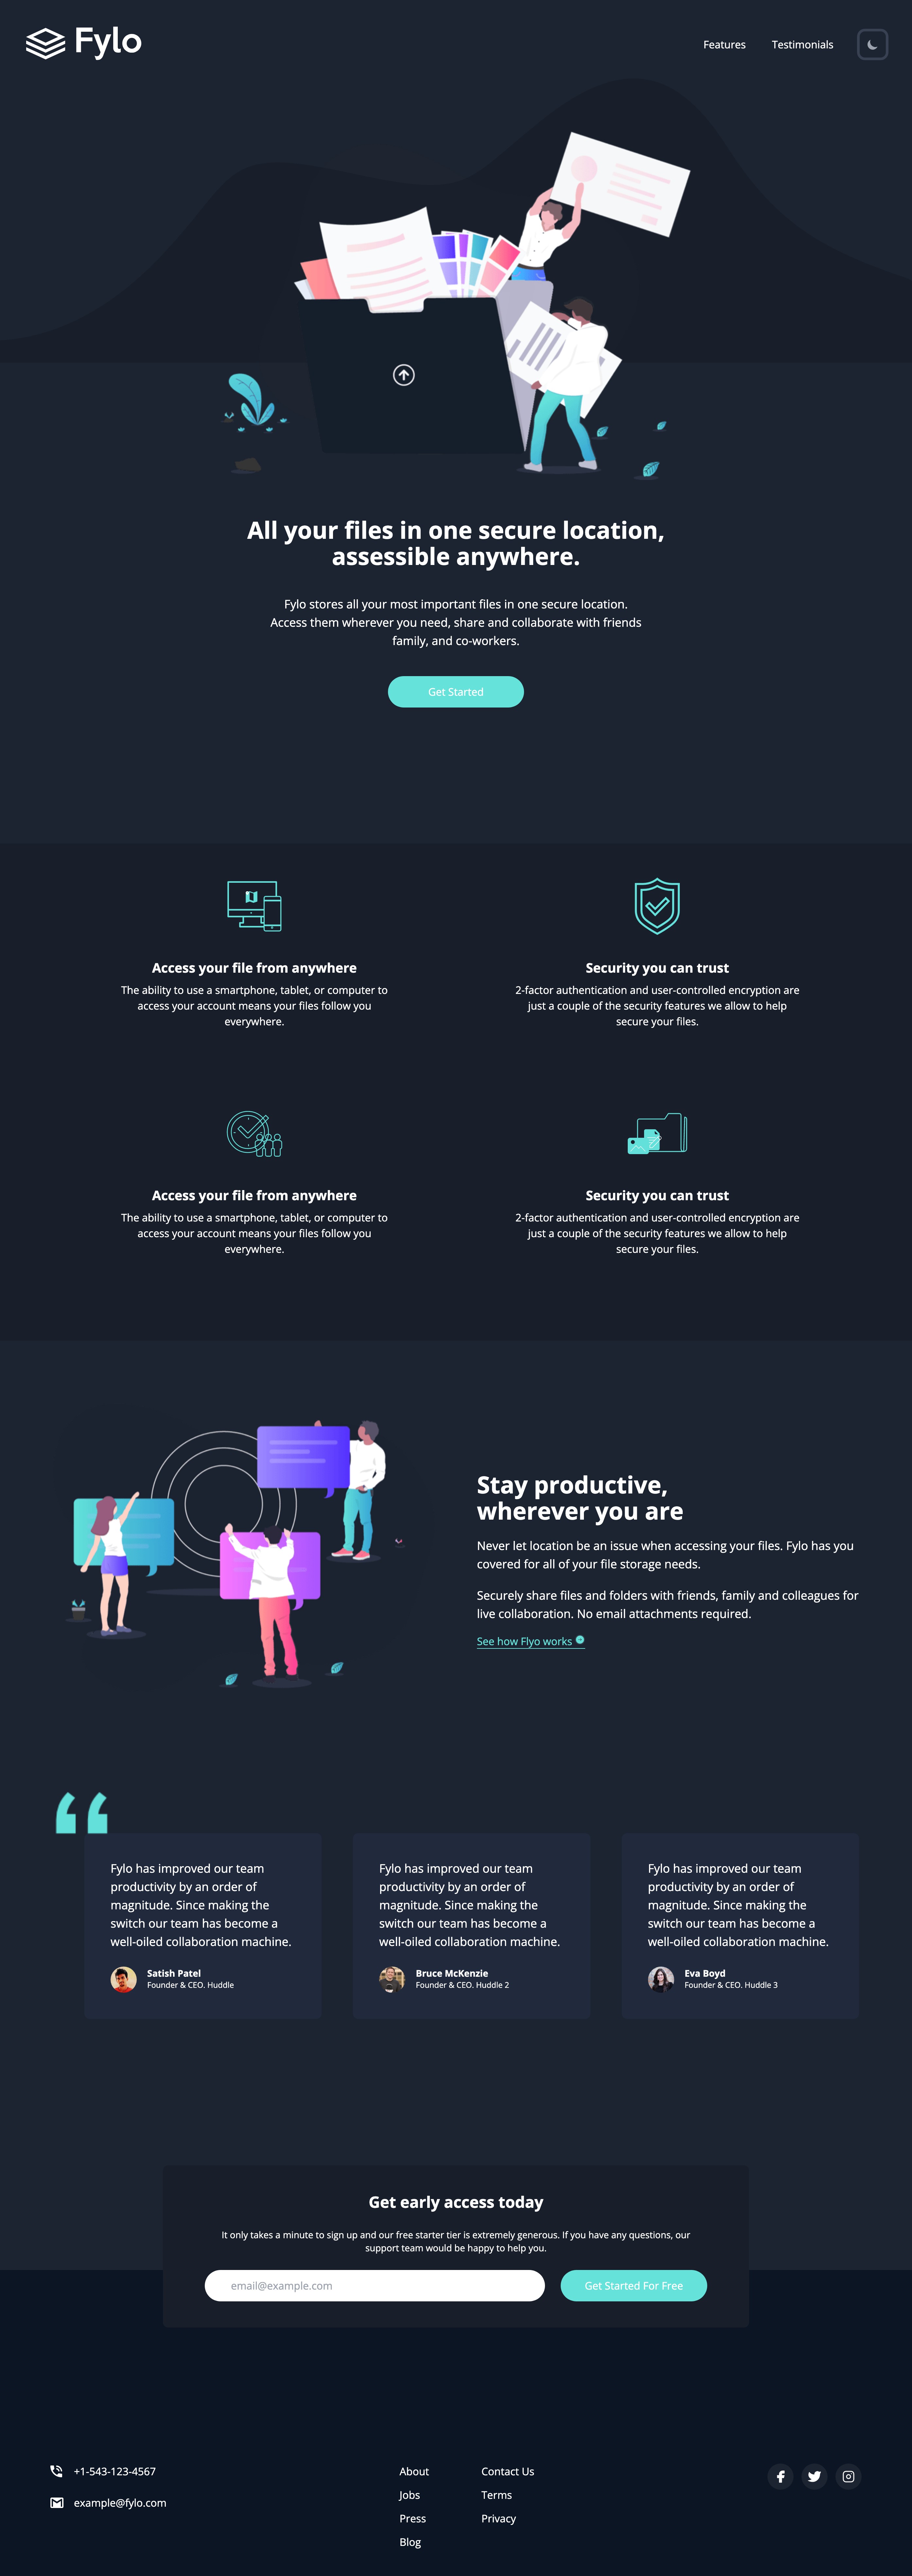 Fylo
Features
Testimonials
All your files in one secure location,
assessible anywhere.
Fylo stores all your most important files in one secure location.
Access them wherever you need, share and collaborate with friends
family, and co-workers.
Get Started
Access your file from anywhere
The ability to use a smartphone, tablet, or computer to
access your account means your files follow you
everywhere.
Security you can trust
2-factor authentication and user-controlled encryption are
just a couple of the security features we allow to help
secure your files.
Access your file from anywhere
The ability to use a smartphone, tablet, or computer to
access your account means your files follow you
everywhere.
Security you can trust
2-factor authentication and user-controlled encryption are
just a couple of the security features we allow to help
secure your files.
Stay productive,
wherever you are
Never let location be an issue when accessing your files. Fylo has you
covered for all of your file storage needs.
Securely share files and folders with friends, family and colleagues for
live collaboration. No email attachments required.
See how Flyo works
Fylo has improved our team
productivity by an order of
magnitude. Since making the
switch our team has become a
well-oiled collaboration machine.
Satish Patel
Founder & CEO. Huddle
Fylo has improved our team
productivity by an order of
magnitude. Since making the
switch our team has become a
well-oiled collaboration machine.
Bruce McKenzie
Founder & CEO. Huddle 2
Fylo has improved our team
productivity by an order of
magnitude. Since making the
switch our team has become a
well-oiled collaboration machine.
Eva Boyd
Founder & CEO. Huddle 3
Get early access today
It only takes a minute to sign up and our free starter tier is extremely generous. If you have any questions, our
support team would be happy to help you.
email@example.com
Get Started For Free
+1-543-123-4567
example@fylo.com
About
Jobs
Press
Blog
Contact Us
Terms
Privacy